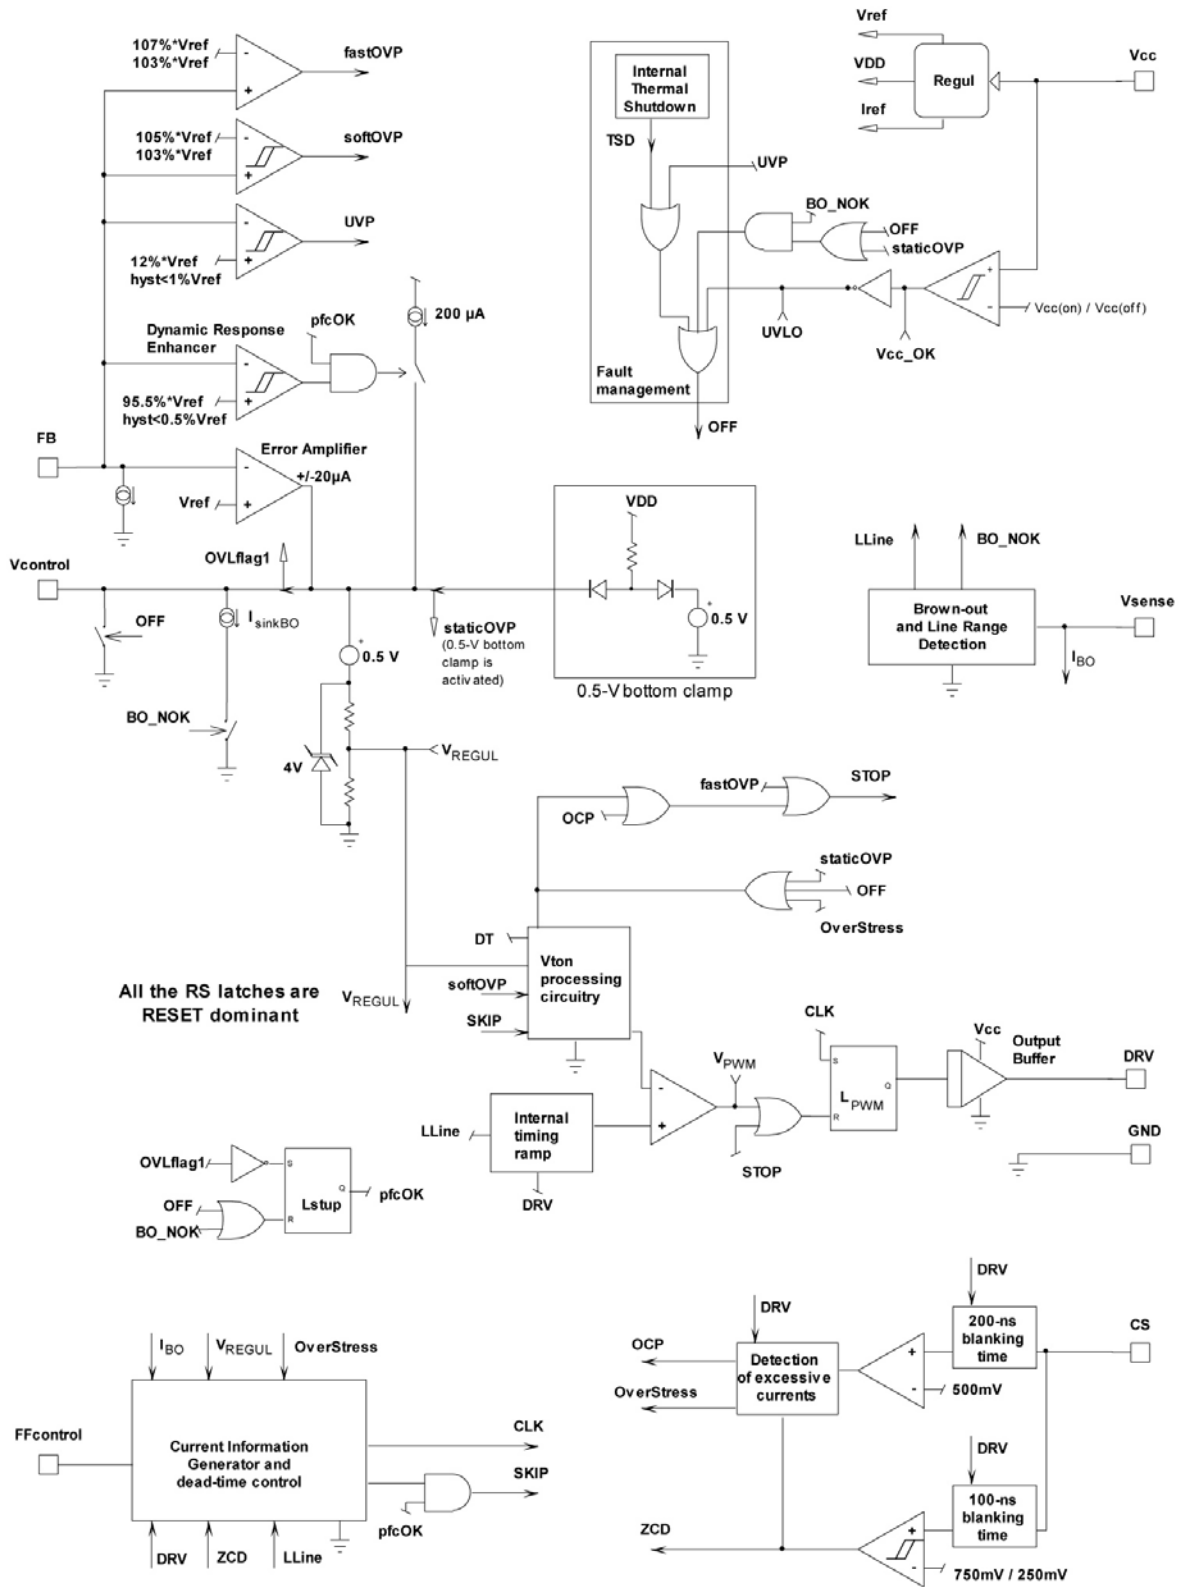 107%*Vref
103%*Vref
fastOVP
105%*Vref
103%*Vref
softOVP
UVP
12%*Vref
hyst<1%Vref
Dynamic Response
Enhancer
pfcOK
200 µA
95.5%*Vref
hyst<0.5%Vref
FB
Error Amplifier
+/-20µA
Vref
Internal
Thermal
Shutdown
TSD
UVP
BO_NOK
OFF
staticOVP
UVLO
Vcc_OK
Vcc(on) / Vcc(off)
Fault
management
OFF
Vref
VDD
Iref
Regul
Vcc
Vcontrol
OVLflag1
OFF
IsinkBO
BO_NOK
0.5 V
4V
VREGUL
staticOVP
(0.5-V bottom
clamp is
activated)
VDD
0.5 V
0.5-V bottom clamp
LLine
BO_NOK
Brown-out
and Line Range
Detection
Vsense
IBO
OCP
fastOVP
STOP
staticOVP
OFF
OverStress
DT
Vton
processing
circuitry
softOVP
SKIP
VREGUL
All the RS latches are
RESET dominant
LLine
Internal
timing
ramp
DRV
VPWM
STOP
CLK
S
R
Q
LPWM
Vcc
Output
Buffer
DRV
GND
OVLflag1
OFF
BO_NOK
S
R
Q
Lstup
pfcOK
IBO
VREGUL
OverStress
FFcontrol
Current Information
Generator and
dead-time control
CLK
SKIP
pfcOK
DRV
ZCD
LLine
DRV
OCP
OverStress
Detection
of excessive
currents
500mV
DRV
200-ns
blanking
time
CS
DRV
100-ns
blanking
time
ZCD
750mV / 250mV